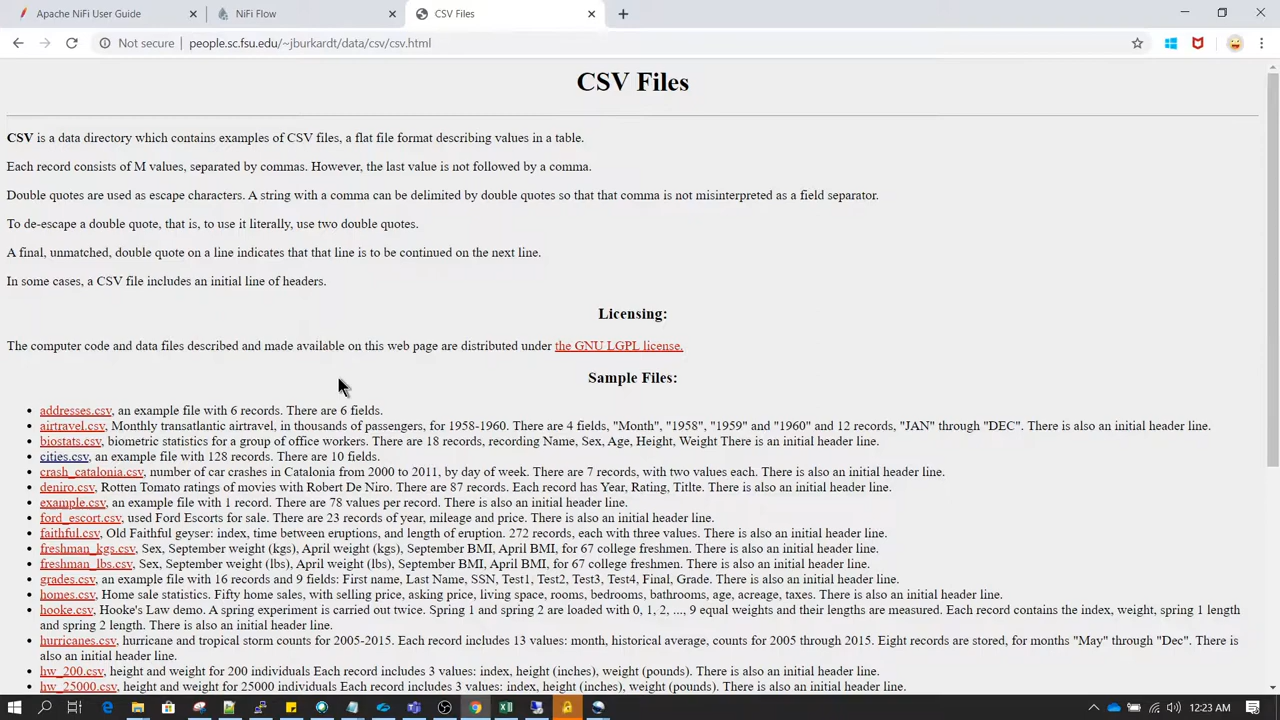 Apache NiFi User Guide
NiFi Flow
CSV Files
Not secure
people.sc.fsu.edu/~jburkardt/data/csv/csv.html
CSV Files
CSV is a data directory which contains examples of CSV files, a flat file format describing values in a table.
Each record consists of M values, separated by commas. However, the last value is not followed by a comma.
Double quotes are used as escape characters. A string with a comma can be delimited by double quotes so that that comma is not misinterpreted as a field separator.
To de-escape a double quote, that is, to use it literally, use two double quotes.
A final, unmatched, double quote on a line indicates that that line is to be continued on the next line.
In some cases, a CSV file includes an initial line of headers.
Licensing:
The computer code and data files described and made available on this web page are distributed under the GNU LGPL license.
Sample Files:
addresses.csv, an example file with 6 records. There are 6 fields.
airtravel.csv, Monthly transatlantic airtravel, in thousands of passengers, for 1958-1960. There are 4 fields, "Month", "1958", "1959" and "1960" and 12 records, "JAN" through "DEC". There is also an initial header line.
biostats.csv, biometric statistics for a group of office workers. There are 18 records, recording Name, Sex, Age, Height, Weight There is an initial header line.
cities.csv, an example file with 128 records. There are 10 fields.
crash_catalonia.csv, number of car crashes in Catalonia from 2000 to 2011, by day of week. There are 7 records, with two values each. There is also an initial header line.
deniro.csv, Rotten Tomato ratings of movies with Robert De Niro. There are 87 records. Each record has Year, Rating, Titlte. There is also an initial header line.
example.csv, an example file with 1 record. There are 78 values per record. There is also an initial header line.
ford_escort.csv, used Ford Escorts for sale. There are 23 records of year, mileage and price. There is also an initial header line.
faithful.csv, Old Faithful geyser: index, time between eruptions, and length of eruption. 272 records, each with three values. There is also an initial header line.
freshman_kgs.csv, Sex, September weight (kgs), April weight (kgs), September BMI, April BMI, for 67 college freshmen. There is also an initial header line.
freshman_lbs.csv, Sex, September weight (lbs), April weight (lbs), September BMI, April BMI, for 67 college freshmen. There is also an initial header line.
grades.csv, an example file with 16 records and 9 fields: First name, Last Name, SSN, Test1, Test2, Test3, Test4, Final, Grade. There is also an initial header line.
homes.csv, Home sale statistics. Fifty home sales, with selling price, asking price, living space, rooms, bedrooms, bathrooms, age, acreage, taxes. There is also an initial header line.
hooke.csv, Hooke's Law demo. A spring experiment is carried out twice. Spring 1 and spring 2 are loaded with 0, 1, 2, ..., 9 equal weights and their lengths are measured. Each record contains the index, weight, spring 1 length
and spring 2 length. There is also an initial header line.
hurricanes.csv, hurricane and tropical storm counts for 2005-2015. Each record includes 13 values: month, historical average, counts for 2005 through 2015. Eight records are stored, for months "May" through "Dec". There is
also an initial header line.
hw_200.csv, height and weight for 200 individuals Each record includes 3 values: index, height (inches), weight (pounds). There is also an initial header line.
hw_25000.csv, height and weight for 25000 individuals Each record includes 3 values: index, height (inches), weight (pounds). There is also an initial header line.
12:23 AM